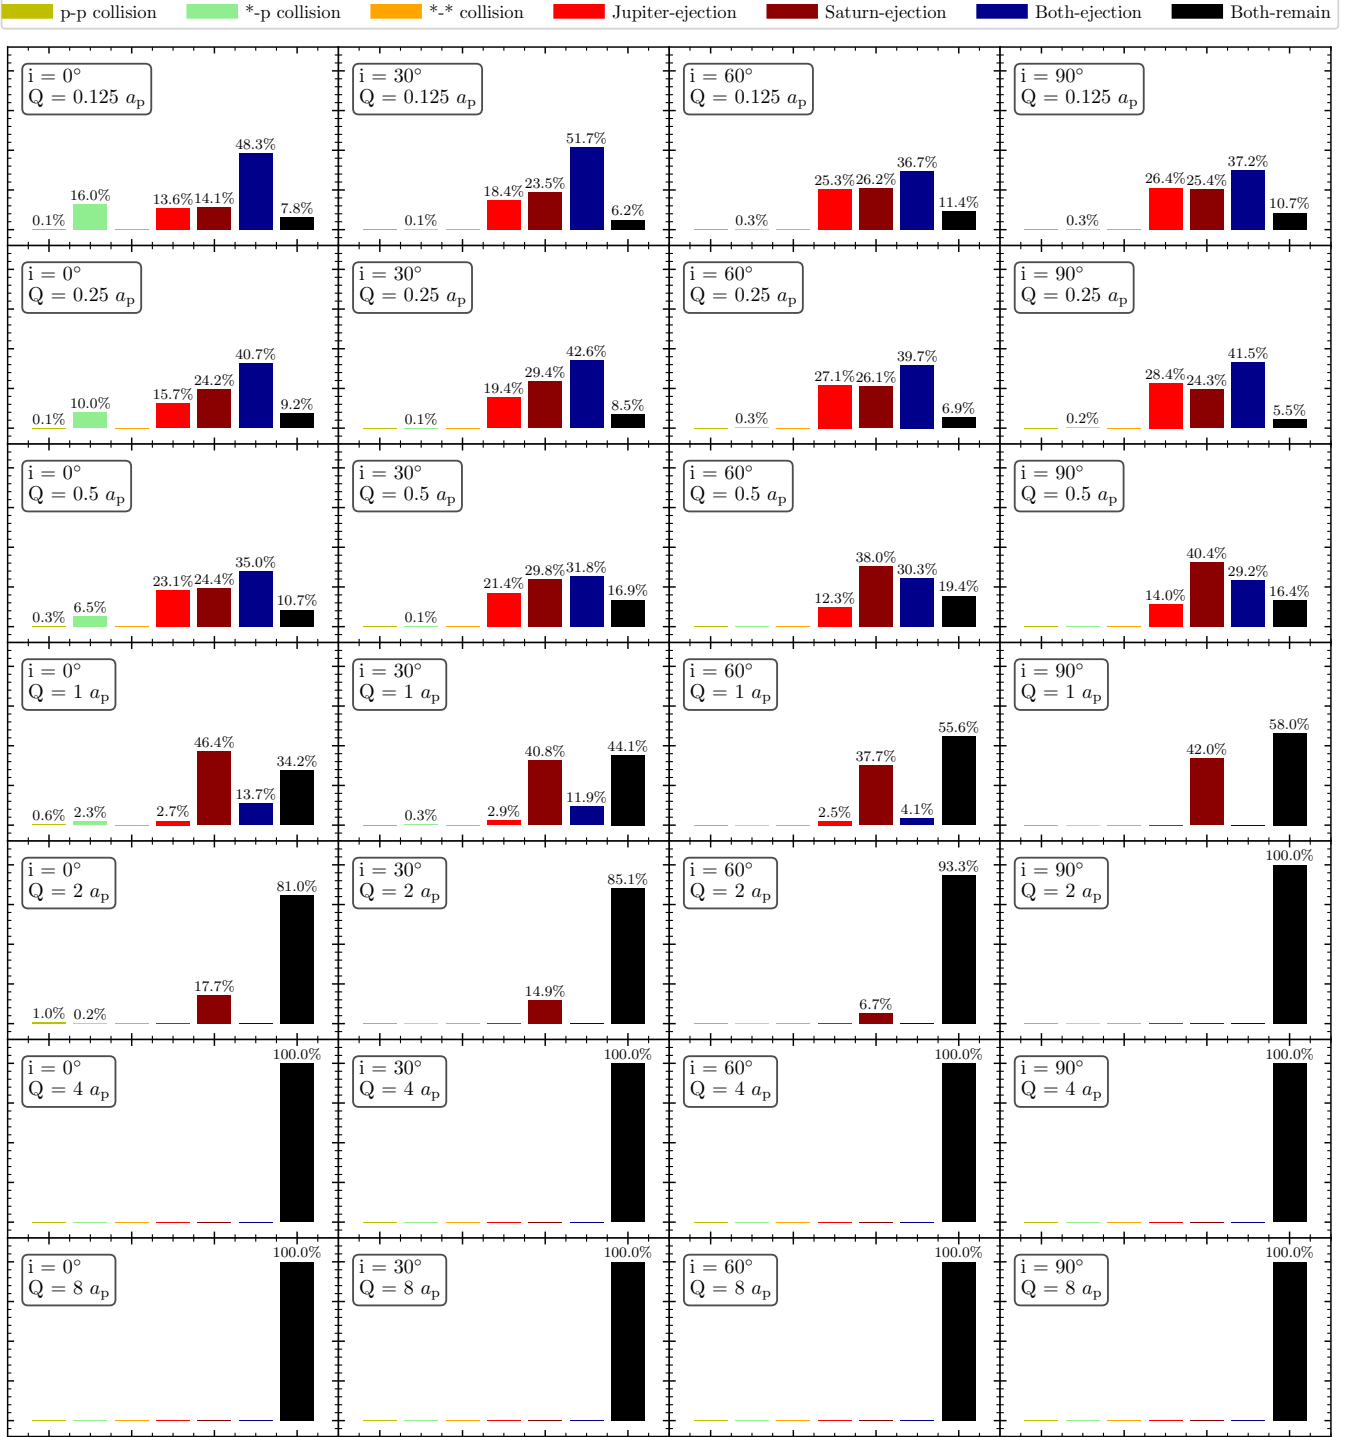 p-p collision *-p collision *-* collision Jupiter-ejection Saturn-ejection Both-ejection Both-remain
i = 0°
Q = 0.125 a_p
0.1%
16.0%
13.6%
14.1%
48.3%
7.8%
i = 30°
Q = 0.125 a_p
0.1%
18.4%
23.5%
51.7%
6.2%
i = 60°
Q = 0.125 a_p
0.3%
25.3%
26.2%
36.7%
11.4%
i = 90°
Q = 0.125 a_p
0.3%
26.4%
25.4%
37.2%
10.7%
i = 0°
Q = 0.25 a_p
0.1%
10.0%
15.7%
24.2%
40.7%
9.2%
i = 30°
Q = 0.25 a_p
0.1%
19.4%
29.4%
42.6%
8.5%
i = 60°
Q = 0.25 a_p
0.3%
27.1%
26.1%
39.7%
6.9%
i = 90°
Q = 0.25 a_p
0.2%
28.4%
24.3%
41.5%
5.5%
i = 0°
Q = 0.5 a_p
0.3%
6.5%
23.1%
24.4%
35.0%
10.7%
i = 30°
Q = 0.5 a_p
0.1%
21.4%
29.8%
31.8%
16.9%
i = 60°
Q = 0.5 a_p
12.3%
38.0%
30.3%
19.4%
i = 90°
Q = 0.5 a_p
14.0%
40.4%
29.2%
16.4%
i = 0°
Q = 1 a_p
0.6%
2.3%
2.7%
46.4%
13.7%
34.2%
i = 30°
Q = 1 a_p
0.3%
2.9%
40.8%
11.9%
44.1%
i = 60°
Q = 1 a_p
2.5%
37.7%
4.1%
55.6%
i = 90°
Q = 1 a_p
42.0%
58.0%
i = 0°
Q = 2 a_p
1.0%
0.2%
17.7%
81.0%
i = 30°
Q = 2 a_p
14.9%
85.1%
i = 60°
Q = 2 a_p
6.7%
93.3%
i = 90°
Q = 2 a_p
100.0%
i = 0°
Q = 4 a_p
100.0%
i = 30°
Q = 4 a_p
100.0%
i = 60°
Q = 4 a_p
100.0%
i = 90°
Q = 4 a_p
100.0%
i = 0°
Q = 8 a_p
100.0%
i = 30°
Q = 8 a_p
100.0%
i = 60°
Q = 8 a_p
100.0%
i = 90°
Q = 8 a_p
100.0%